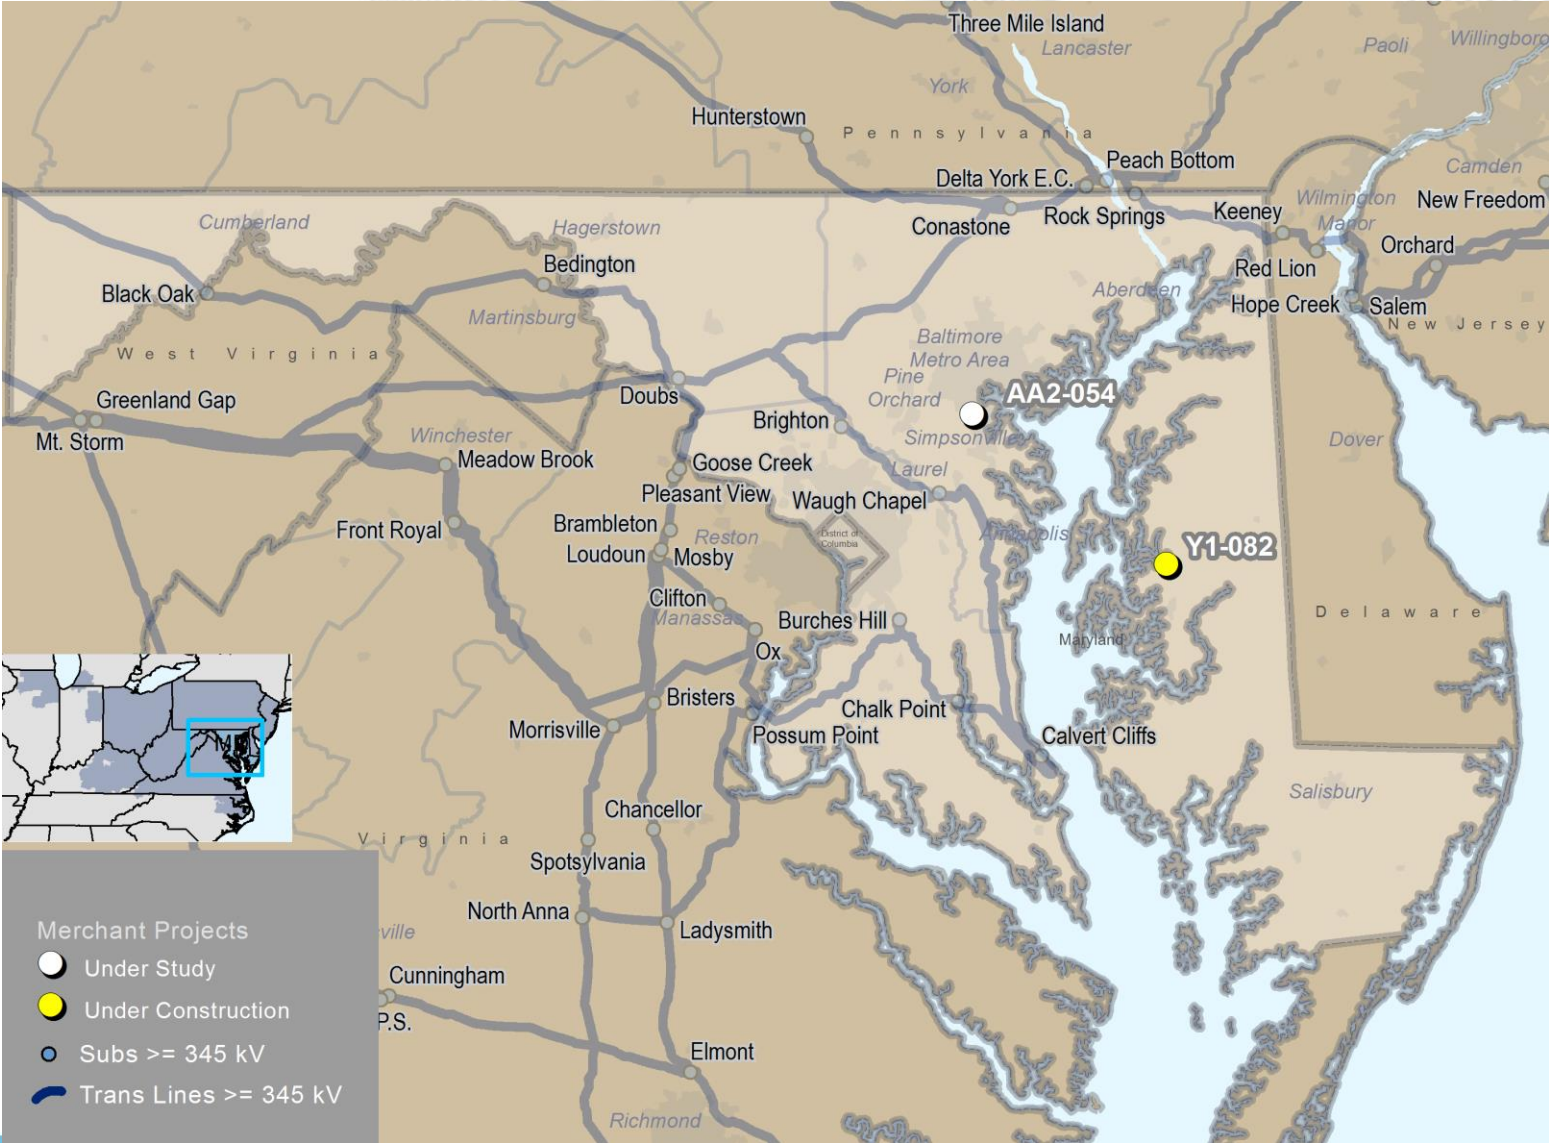 Three Mile Island
Lancaster
Paoli
Willingboro
York
Hunterstown
Pennsylvania
Peach Bottom
Camden
Delta York E.C.
New Freedom
Wilmington
Manor
Cumberland
Hagerstown
Conastone
Rock Springs
Keeney
Orchard
Bedington
Red Lion
Black Oak
Aberdeen
Hope Creek
Salem
Martinsburg
New Jersey
Baltimore
Metro Area
West Virginia
Pine
Orchard
Doubs
AA2-054
Greenland Gap
Brighton
Mt. Storm
Winchester
Simpsonville
Dover
Meadow Brook
Goose Creek
Laurel
Pleasant View
Waugh Chapel
Front Royal
Brambleton
Reston
District of
Columbia
Annapolis
Loudoun
Mosby
Y1-082
Clifton
Manassas
Burches Hill
Delaware
Ox
Maryland
Bristers
Chalk Point
Morrisville
Possum Point
Calvert Cliffs
Salisbury
Chancellor
Virginia
Spotsylvania
North Anna
Ladysmith
ville
Cunningham
P.S.
Elmont
Richmond
Merchant Projects
Under Study
Under Construction
Subs >= 345 kV
Trans Lines >= 345 kV